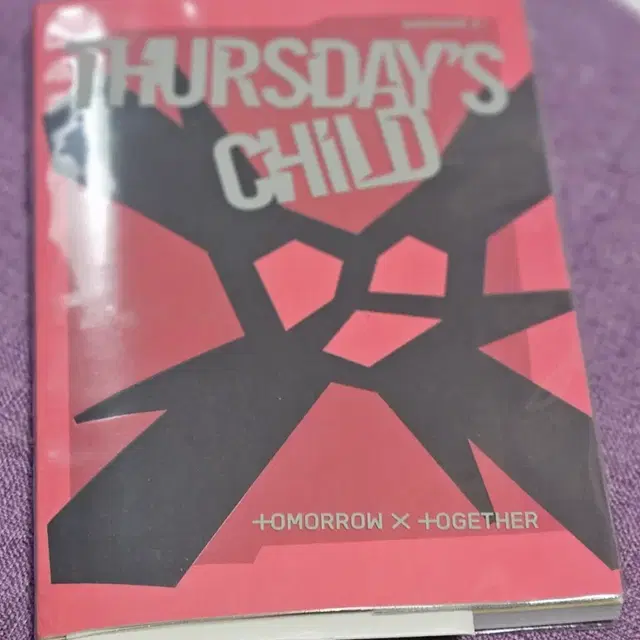 THURSDAY'S
CHiLD
TOMORROW × TOGETHER